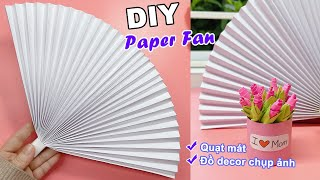 DIY
Paper Fan
I ❤ Mom
✓ Quạt mát
✓ Đồ decor chụp ảnh